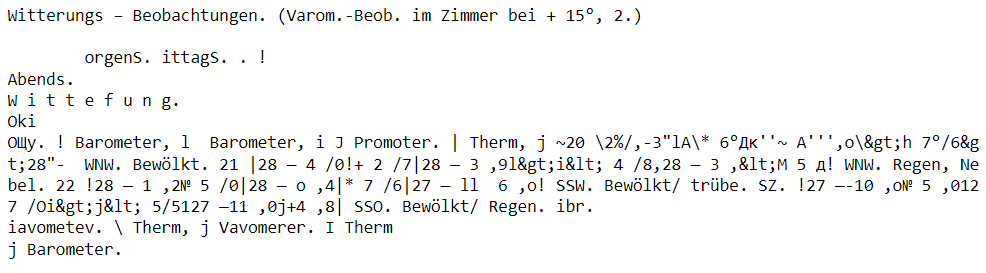 Witterungs – Beobachtungen. (Varom.-Beob. im Zimmer bei + 15°, 2.)
orgenS. ittagS. . !
Abends.
W i t t e f u n g.
Oki
ОЩу. ! Barometer, l  Barometer, i J Promoter. | Therm, j ~20 \2%/,-3"lA\* 6°Дк''~ А''',o\&gt;h 7°/6&g
t;28"-  WNW. Bewölkt. 21 |28 — 4 /0!+ 2 /7|28 — 3 ,9l&gt;i&lt; 4 /8,28 — 3 ,&lt;M 5 д! WNW. Regen, Ne
bel. 22 !28 — 1 ,2№ 5 /0|28 — o ,4|* 7 /6|27 — ll  6 ,o! SSW. Bewölkt/ trübe. SZ. !27 —-10 ,o№ 5 ,012
7 /Oi&gt;j&lt; 5/5127 —11 ,0j+4 ,8| SSO. Bewölkt/ Regen. ibr.
iavometev. \ Therm, j Vavomerer. I Therm
j Barometer.